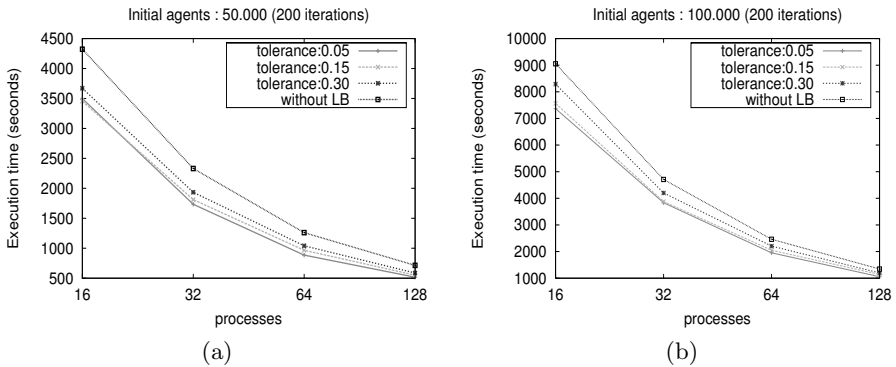 Initial agents : 50.000 (200 iterations)
Execution time (seconds)
4500
4000
3500
3000
2500
2000
1500
1000
500
tolerance:0.05
tolerance:0.15
tolerance:0.30
without LB
16
32
64
128
processes
(a)
Initial agents : 100.000 (200 iterations)
Execution time (seconds)
10000
9000
8000
7000
6000
5000
4000
3000
2000
1000
tolerance:0.05
tolerance:0.15
tolerance:0.30
without LB
16
32
64
128
processes
(b)